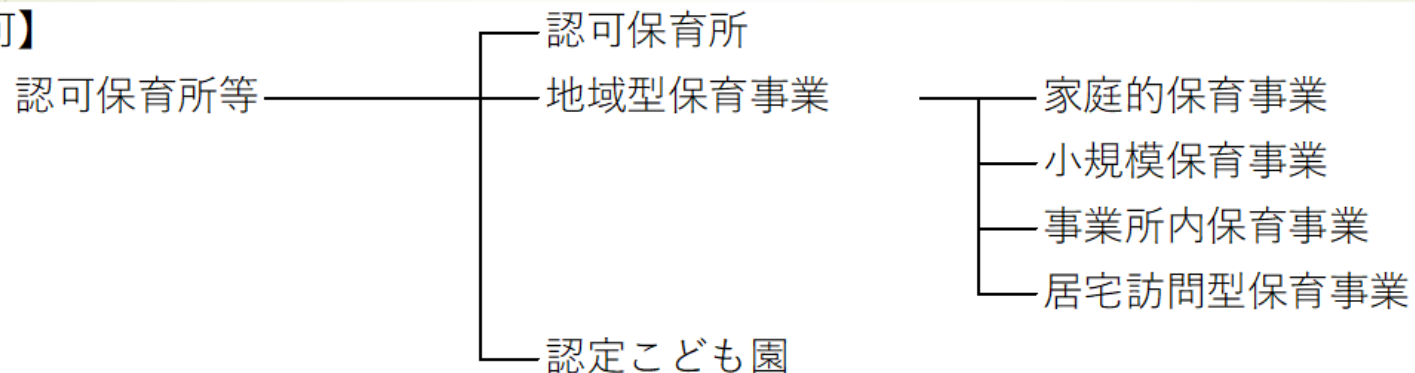 可】
認可保育所
認可保育所等 地域型保育事業 家庭的保育事業
小規模保育事業
事業所内保育事業
居宅訪問型保育事業
認定こども園